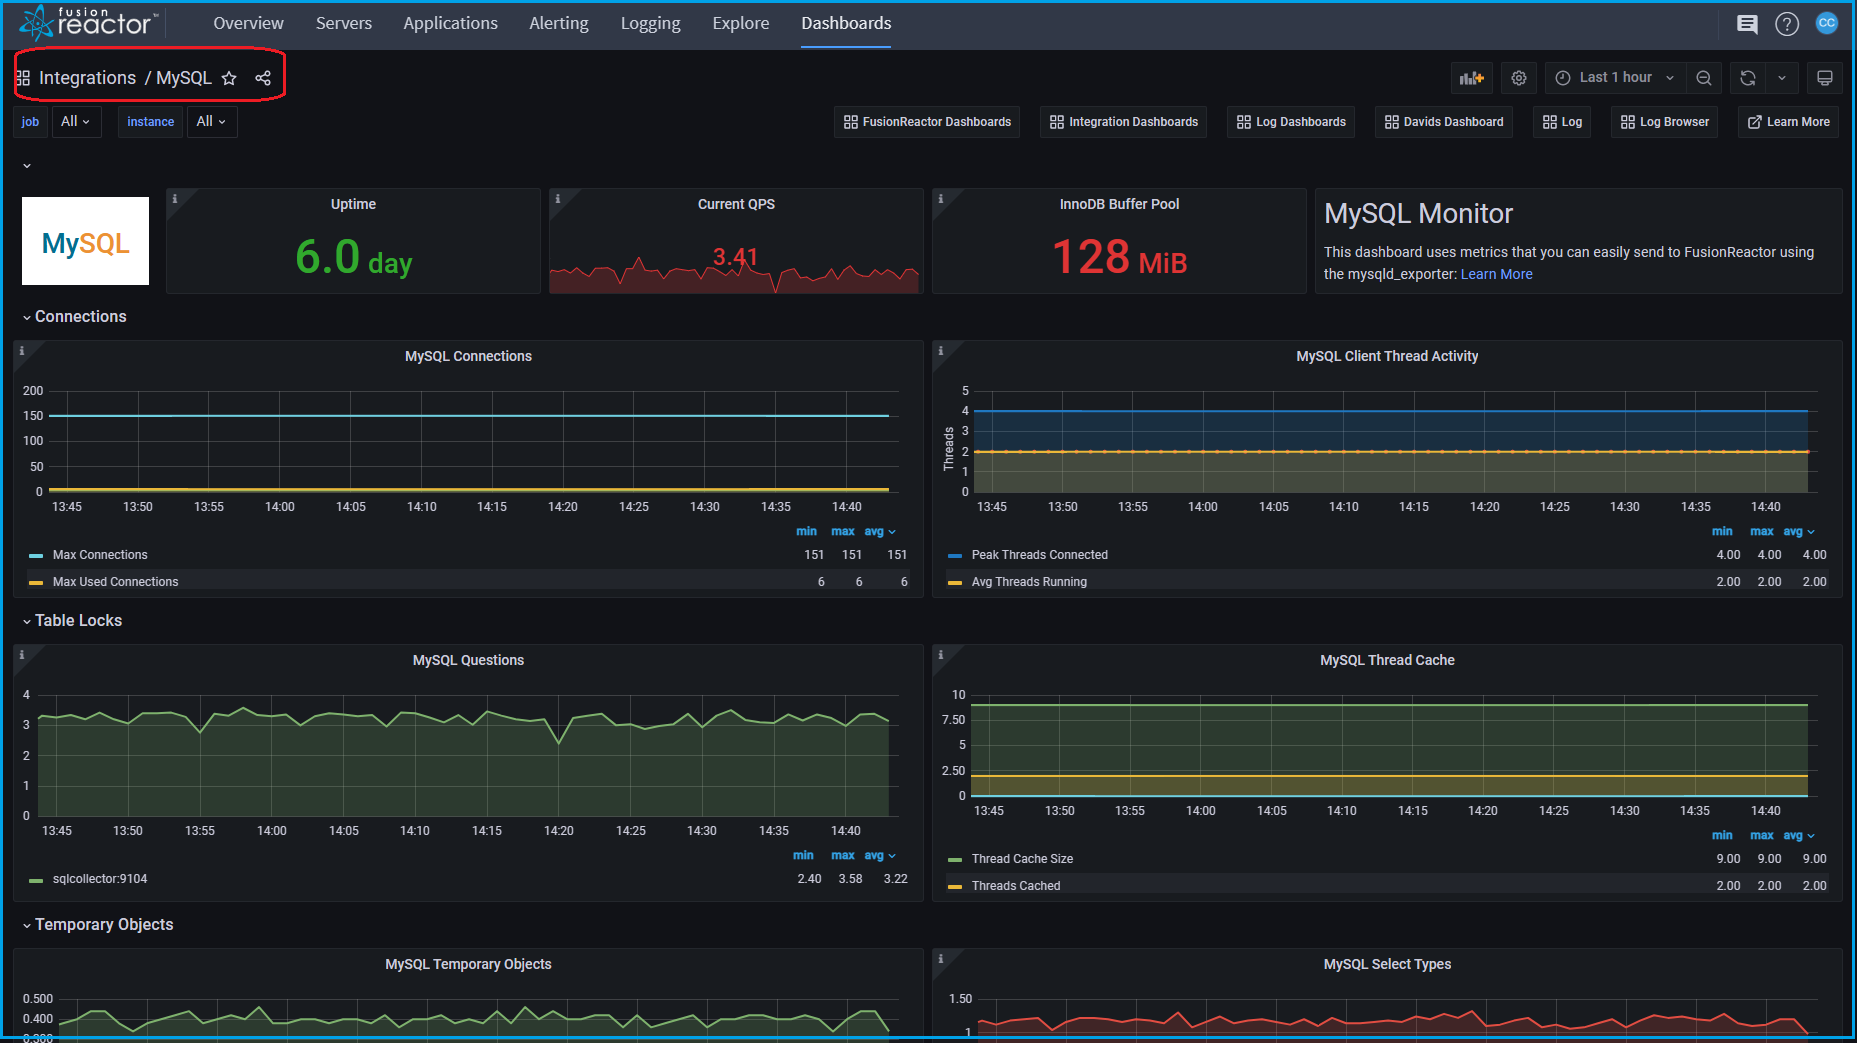 fusion
reactor™
Overview Servers Applications Alerting Logging Explore Dashboards
CC
Integrations / MySQL
Last 1 hour
job All instance All
FusionReactor Dashboards Integration Dashboards Log Dashboards Davids Dashboard Log Log Browser Learn More
MySQL
Uptime
6.0 day
Current QPS
3.41
InnoDB Buffer Pool
128 MiB
MySQL Monitor
This dashboard uses metrics that you can easily send to FusionReactor using
the mysqld_exporter: Learn More
Connections
MySQL Connections
200
150
100
50
0
13:45 13:50 13:55 14:00 14:05 14:10 14:15 14:20 14:25 14:30 14:35 14:40
min max avg
Max Connections 151 151 151
Max Used Connections 6 6 6
MySQL Client Thread Activity
Threads
5
4
3
2
1
0
13:45 13:50 13:55 14:00 14:05 14:10 14:15 14:20 14:25 14:30 14:35 14:40
min max avg
Peak Threads Connected 4.00 4.00 4.00
Avg Threads Running 2.00 2.00 2.00
Table Locks
MySQL Questions
4
3
2
1
0
13:45 13:50 13:55 14:00 14:05 14:10 14:15 14:20 14:25 14:30 14:35 14:40
min max avg
sqlcollector:9104 2.40 3.58 3.22
MySQL Thread Cache
10
7.50
5
2.50
0
13:45 13:50 13:55 14:00 14:05 14:10 14:15 14:20 14:25 14:30 14:35 14:40
min max avg
Thread Cache Size 9.00 9.00 9.00
Threads Cached 2.00 2.00 2.00
Temporary Objects
MySQL Temporary Objects
0.500
0.400
0.300
MySQL Select Types
1.50
1